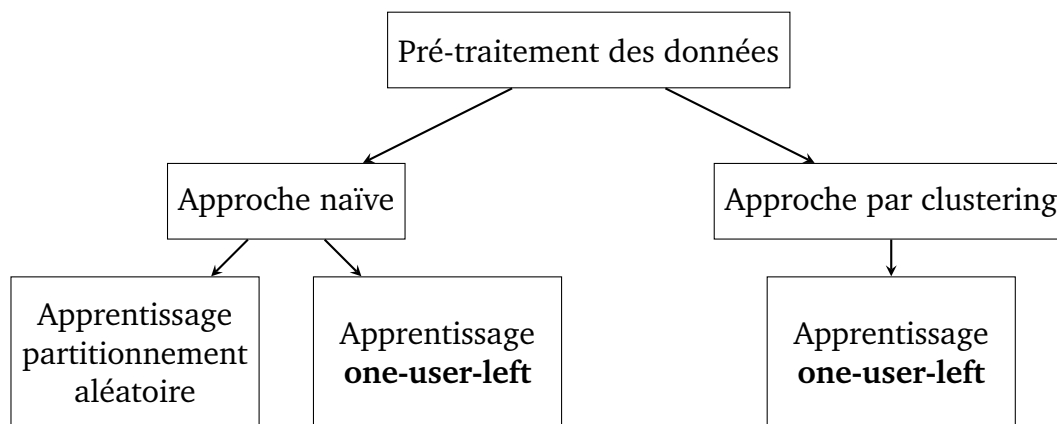 Pré-traitement des données
Approche naïve
Approche par clustering
Apprentissage
partitionnement
aléatoire
Apprentissage
one-user-left
Apprentissage
one-user-left